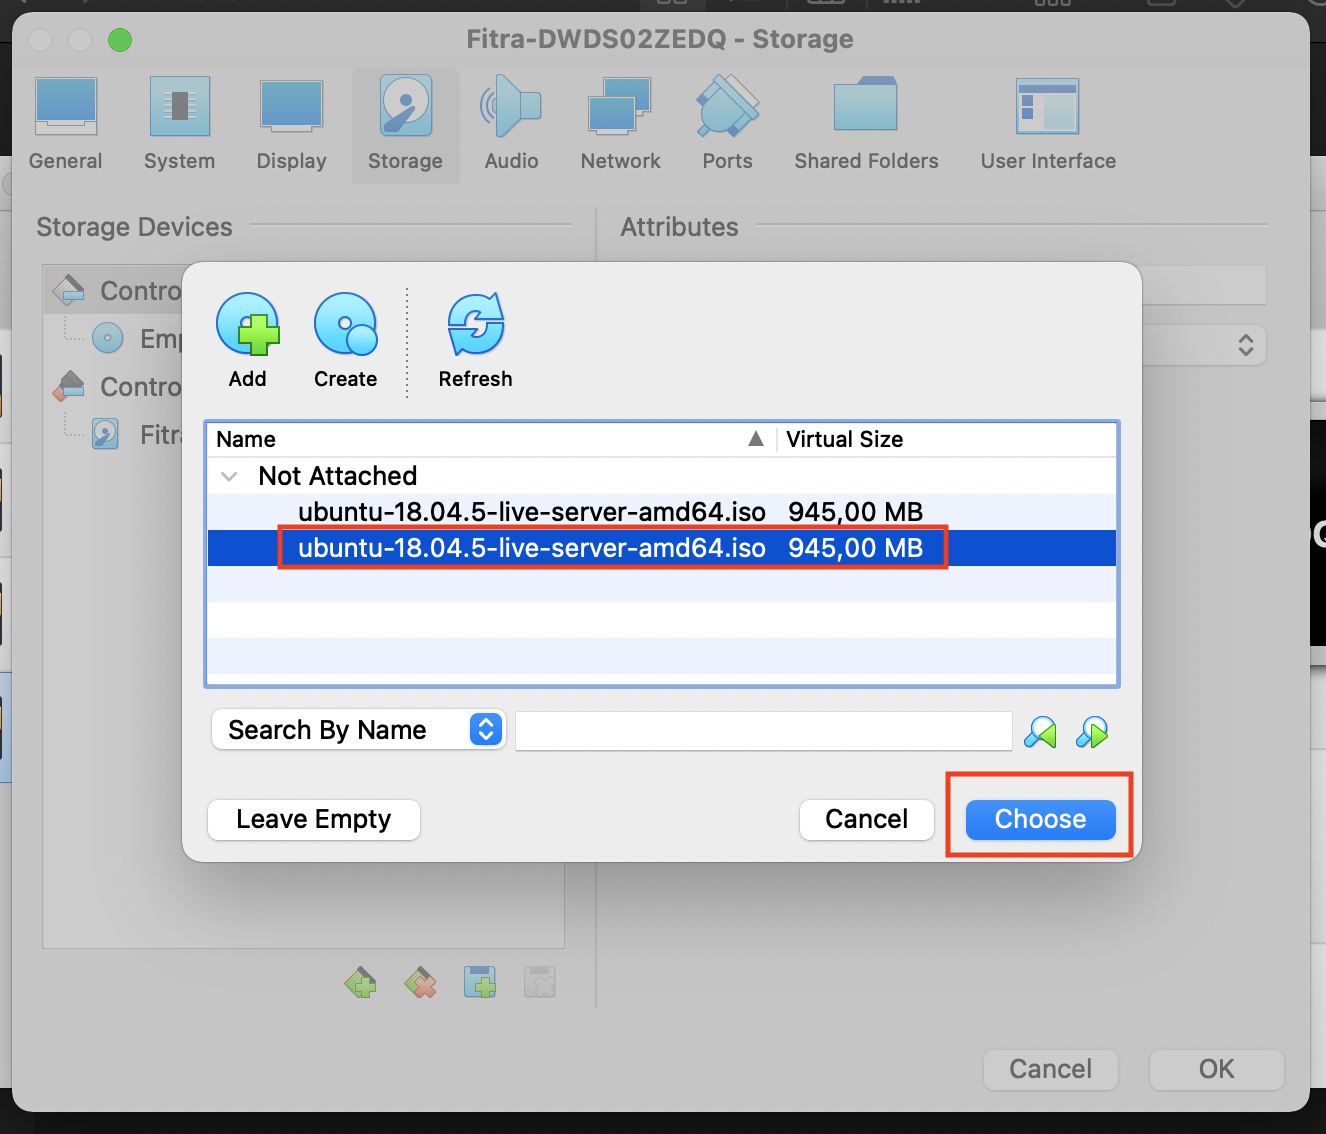 Fitra-DWDS02ZEDQ - Storage
General System Display Storage Audio Network Ports Shared Folders User Interface
Storage Devices Attributes
Contro
Contro
Add Create Refresh
Name Virtual Size
Not Attached
ubuntu-18.04.5-live-server-amd64.iso 945,00 MB
ubuntu-18.04.5-live-server-amd64.iso 945,00 MB
Search By Name
Leave Empty Cancel Choose
Cancel OK